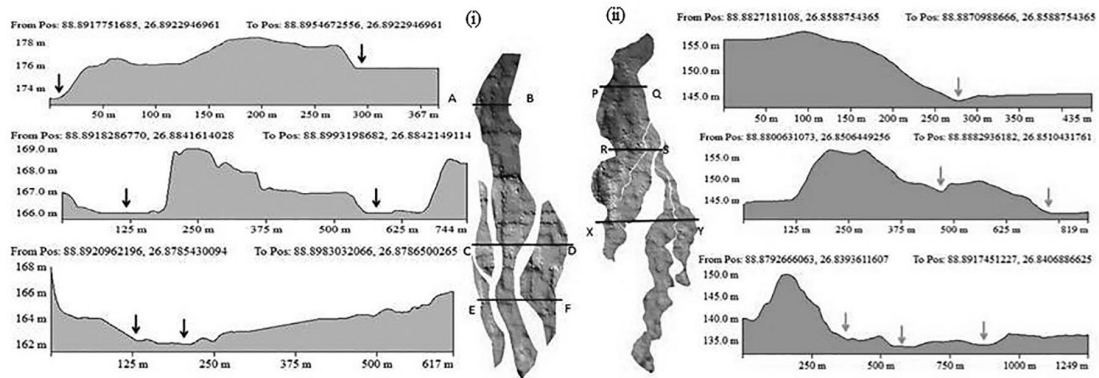 (i)
From Pos: 88.8917751685, 26.8922946961 To Pos: 88.8954672556, 26.8922946961
178 m
176 m
174 m
50 m 100 m 150 m 200 m 250 m 300 m 367 m
From Pos: 88.8918286770, 26.8841614028 To Pos: 88.8993198682, 26.8842149114
169.0 m
168.0 m
167.0 m
166.0 m
125 m 250 m 375 m 500 m 625 m 744 m
From Pos: 88.8920962196, 26.8785430094 To Pos: 88.8983032066, 26.8786500265
168 m
166 m
164 m
162 m
125 m 250 m 375 m 500 m 617 m
A B
C D
E F
(ii)
P Q
R S
X Y
From Pos: 88.8827181108, 26.8588754365 To Pos: 88.8870988666, 26.8588754365
155.0 m
150.0 m
145.0 m
50 m 100 m 150 m 200 m 250 m 300 m 350 m 435 m
From Pos: 88.8800631073, 26.8506449256 To Pos: 88.8882936182, 26.8510431761
155.0 m
150.0 m
145.0 m
125 m 250 m 375 m 500 m 625 m 819 m
From Pos: 88.8792666063, 26.8393611607 To Pos: 88.8917451227, 26.8406886625
150.0 m
145.0 m
140.0 m
135.0 m
250 m 500 m 750 m 1000 m 1249 m